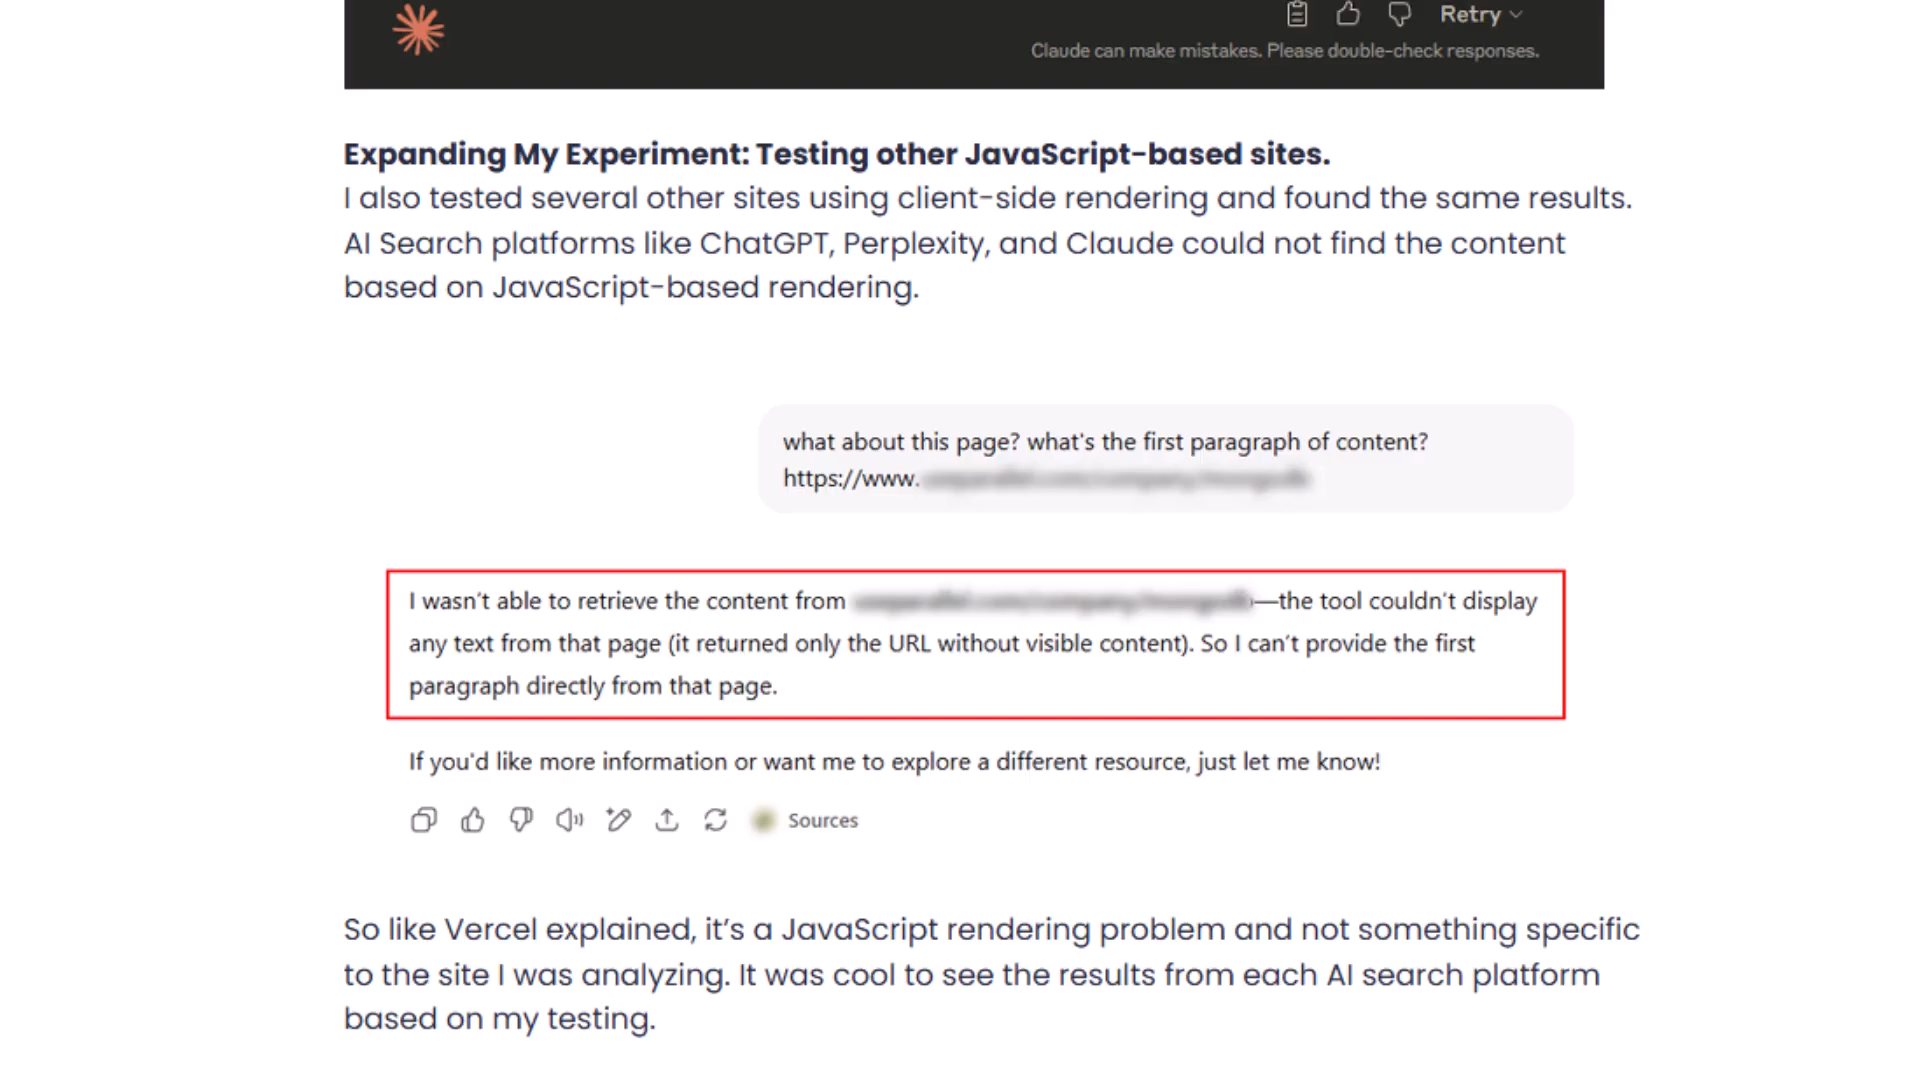 Retry
Claude can make mistakes. Please double-check responses.
Expanding My Experiment: Testing other JavaScript-based sites.
I also tested several other sites using client-side rendering and found the same results.
AI Search platforms like ChatGPT, Perplexity, and Claude could not find the content
based on JavaScript-based rendering.
what about this page? what's the first paragraph of content?
https://www.
I wasn't able to retrieve the content from —the tool couldn't display
any text from that page (it returned only the URL without visible content). So I can't provide the first
paragraph directly from that page.
If you'd like more information or want me to explore a different resource, just let me know!
Sources
So like Vercel explained, it's a JavaScript rendering problem and not something specific
to the site I was analyzing. It was cool to see the results from each AI search platform
based on my testing.